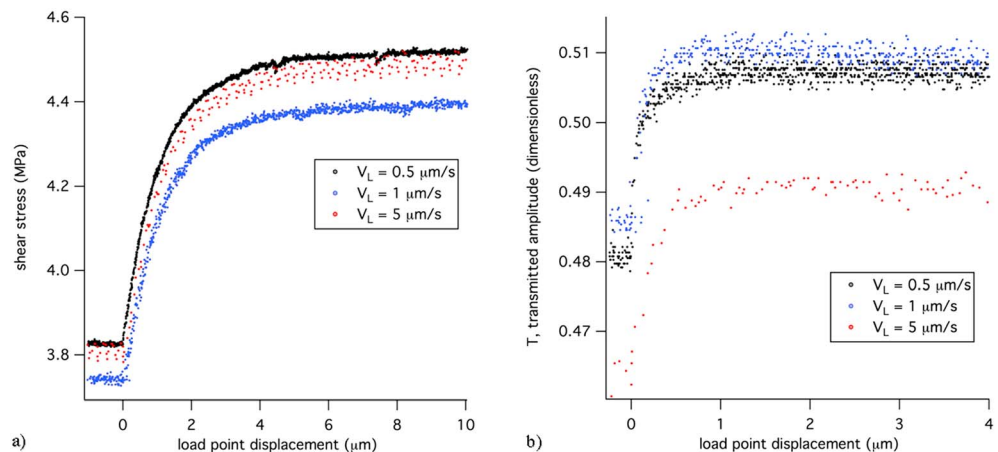 4.6
4.4
4.2
4.0
3.8
shear stress (MPa)
V_L = 0.5 μm/s
V_L = 1 μm/s
V_L = 5 μm/s
0 2 4 6 8 10
load point displacement (μm)
a)
0.51
0.50
0.49
0.48
0.47
T, transmitted amplitude (dimensionless)
V_L = 0.5 μm/s
V_L = 1 μm/s
V_L = 5 μm/s
0 1 2 3 4
load point displacement (μm)
b)